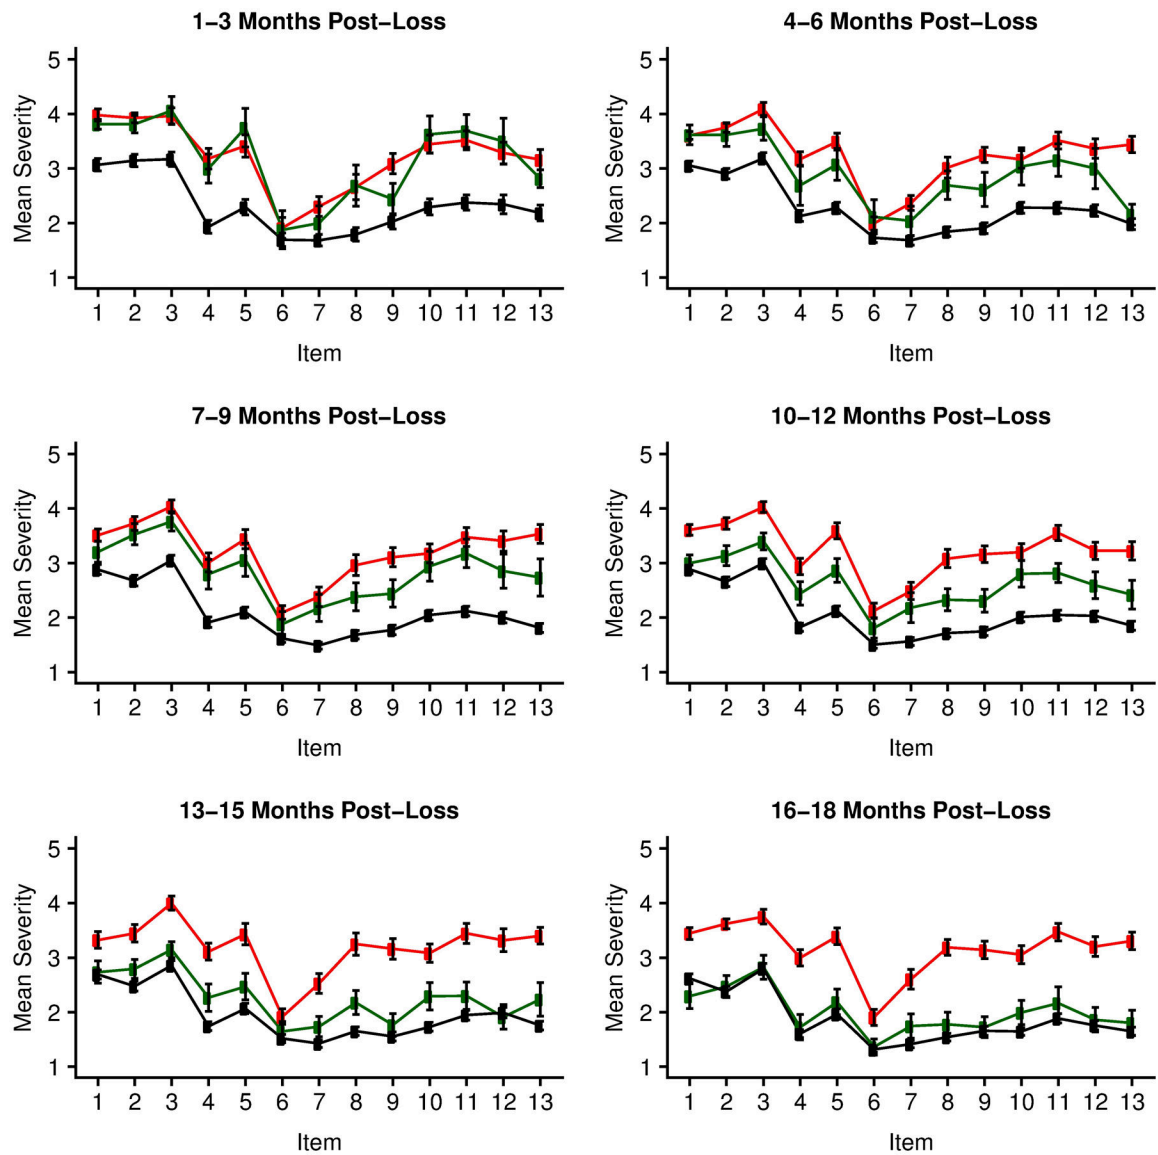 1–3 Months Post–Loss
Mean Severity
5
4
3
2
1
1 2 3 4 5 6 7 8 9 10 11 12 13
Item
4–6 Months Post–Loss
Mean Severity
5
4
3
2
1
1 2 3 4 5 6 7 8 9 10 11 12 13
Item
7–9 Months Post–Loss
Mean Severity
5
4
3
2
1
1 2 3 4 5 6 7 8 9 10 11 12 13
Item
10–12 Months Post–Loss
Mean Severity
5
4
3
2
1
1 2 3 4 5 6 7 8 9 10 11 12 13
Item
13–15 Months Post–Loss
Mean Severity
5
4
3
2
1
1 2 3 4 5 6 7 8 9 10 11 12 13
Item
16–18 Months Post–Loss
Mean Severity
5
4
3
2
1
1 2 3 4 5 6 7 8 9 10 11 12 13
Item